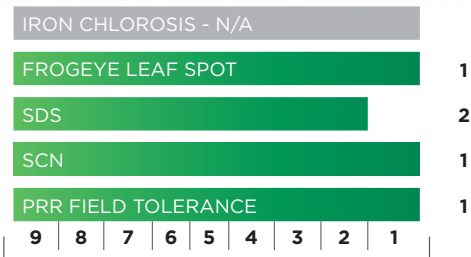 IRON CHLOROSIS - N/A
FROGEYE LEAF SPOT 1
SDS 2
SCN 1
PRR FIELD TOLERANCE 1
9 8 7 6 5 4 3 2 1